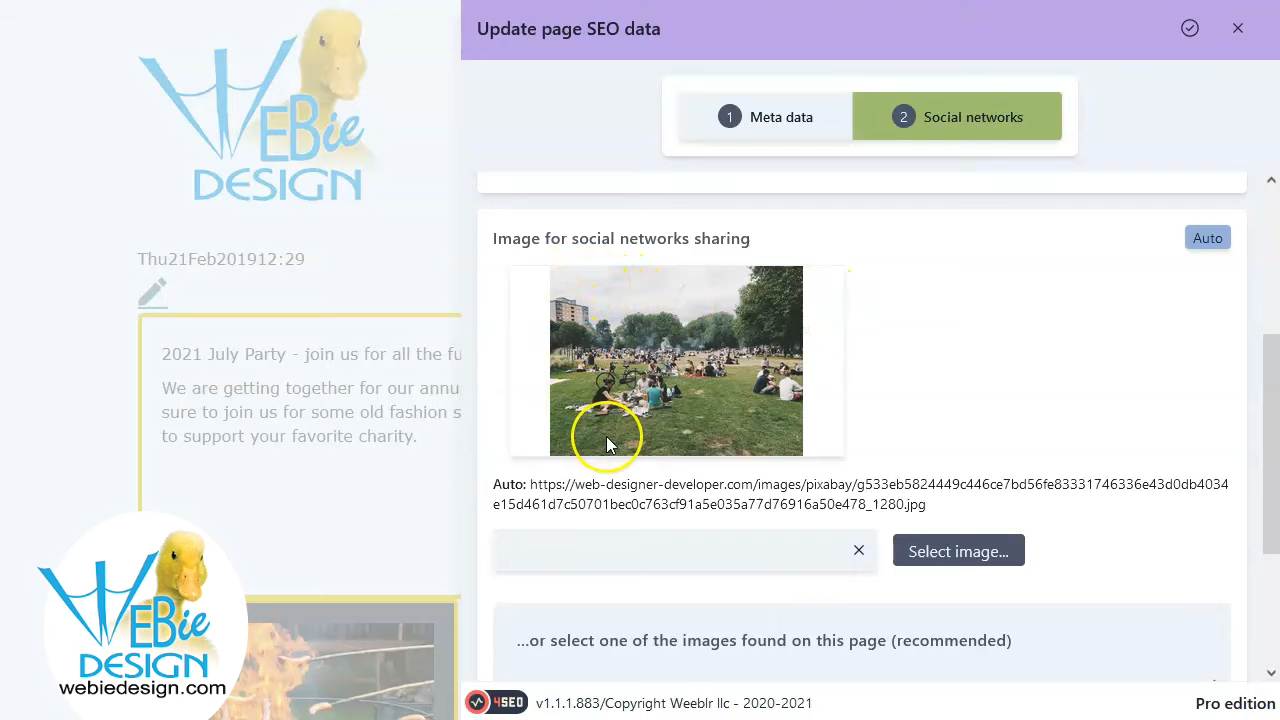 WEBie
DESIGN
Thu21Feb201912:29
2021 July Party - join us for all the fu
We are getting together for our annu
sure to join us for some old fashion s
to support your favorite charity.
WEBie
DESIGN
webiedesign.com
Update page SEO data
1 Meta data
2 Social networks
Image for social networks sharing
Auto
Auto: https://web-designer-developer.com/images/pixabay/g533eb5824449c446ce7bd56fe83331746336e43d0db4034
e15d461d7c50701bec0c763cf91a5e035a77d76916a50e478_1280.jpg
Select image...
...or select one of the images found on this page (recommended)
4SEO v1.1.1.883/Copyright Weeblr llc - 2020-2021
Pro edition